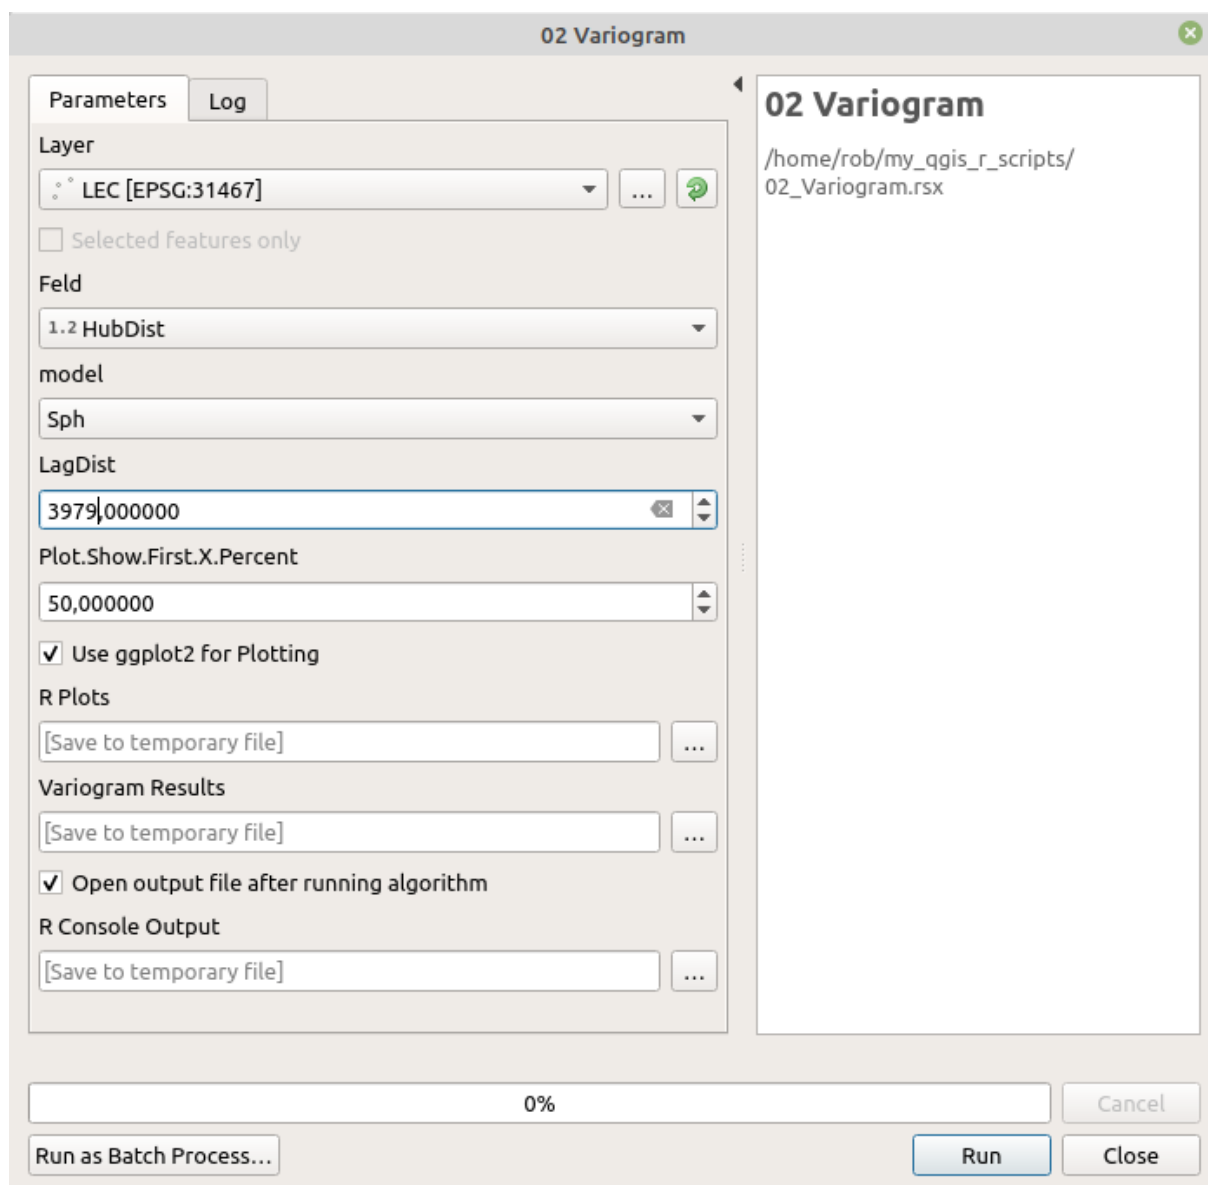 02 Variogram
Parameters
Log
Layer
LEC [EPSG:31467]
...
Selected features only
Feld
1.2 HubDist
model
Sph
LagDist
3979,000000
Plot.Show.First.X.Percent
50,000000
Use ggplot2 for Plotting
R Plots
[Save to temporary file]
...
Variogram Results
[Save to temporary file]
...
Open output file after running algorithm
R Console Output
[Save to temporary file]
...
02 Variogram
/home/rob/my_qgis_r_scripts/
02_Variogram.rsx
0%
Cancel
Run as Batch Process...
Run
Close